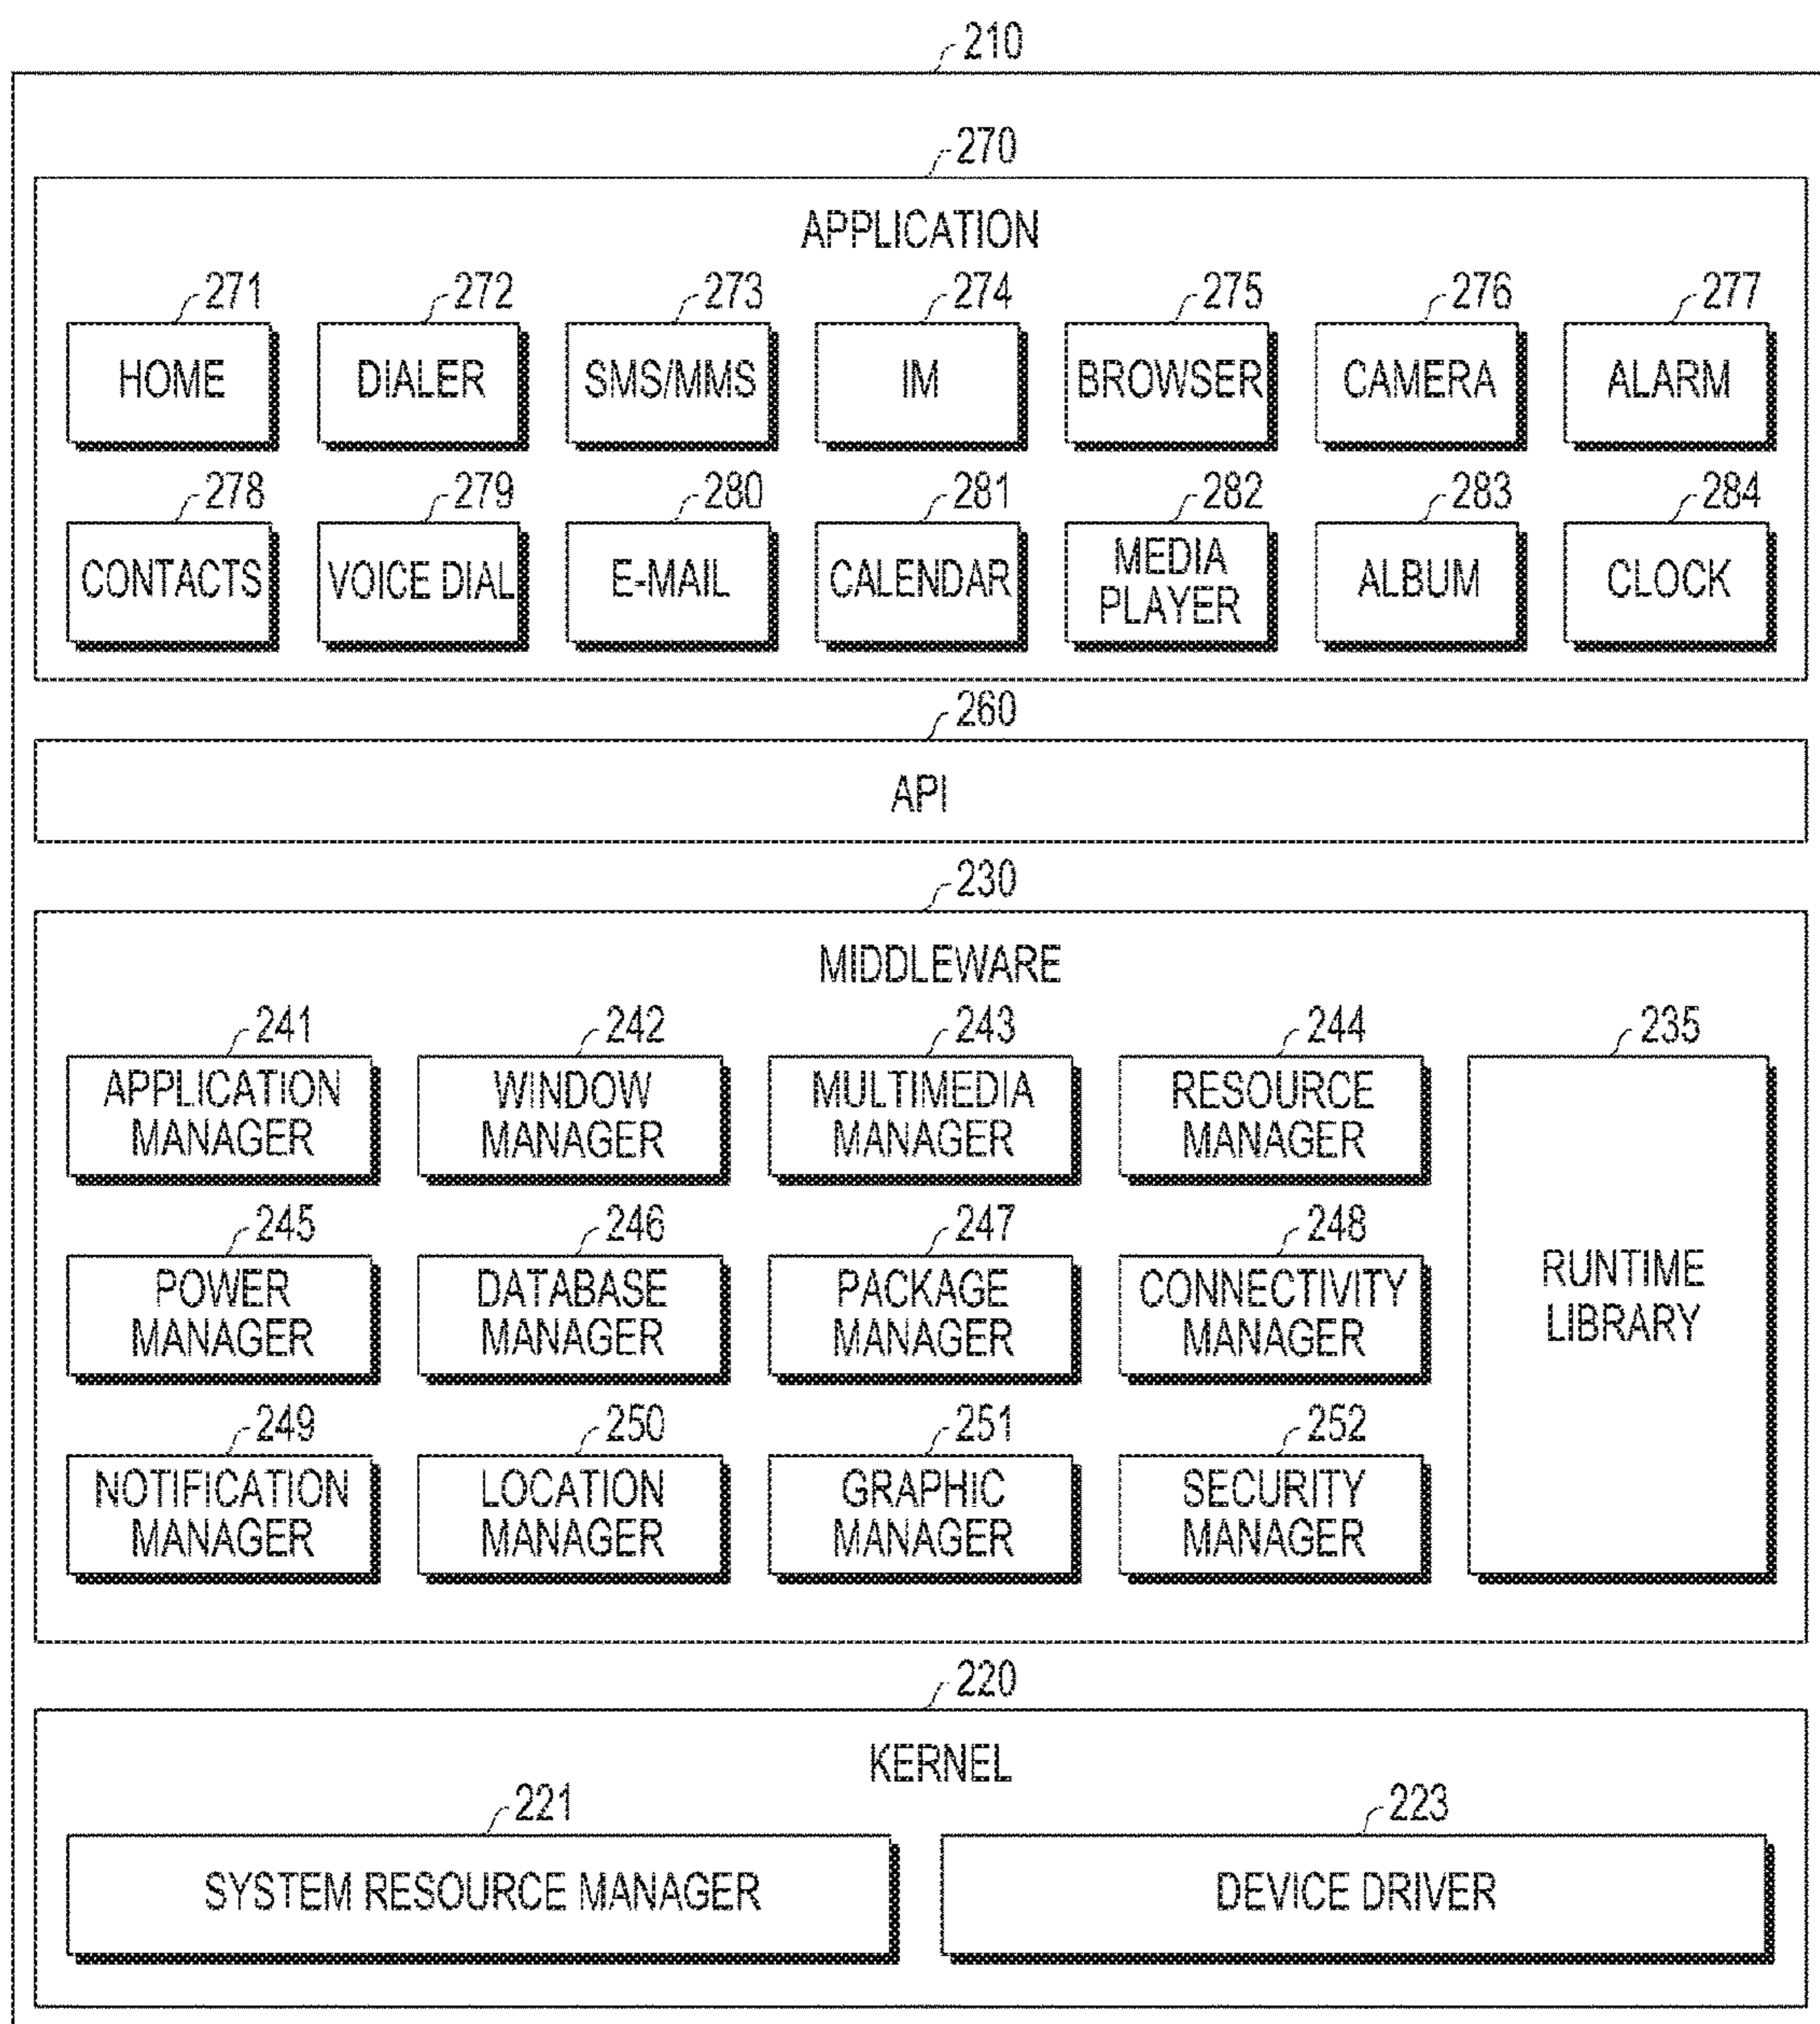 210
270
APPLICATION
271 272 273 274 275 276 277
HOME DIALER SMS/MMS IM BROWSER CAMERA ALARM
278 279 280 281 282 283 284
CONTACTS VOICE DIAL E-MAIL CALENDAR MEDIA PLAYER ALBUM CLOCK
260
API
230
MIDDLEWARE
241 242 243 244 235
APPLICATION MANAGER WINDOW MANAGER MULTIMEDIA MANAGER RESOURCE MANAGER
245 246 247 248
POWER MANAGER DATABASE MANAGER PACKAGE MANAGER CONNECTIVITY MANAGER RUNTIME LIBRARY
249 250 251 252
NOTIFICATION MANAGER LOCATION MANAGER GRAPHIC MANAGER SECURITY MANAGER
220
KERNEL
221 223
SYSTEM RESOURCE MANAGER DEVICE DRIVER